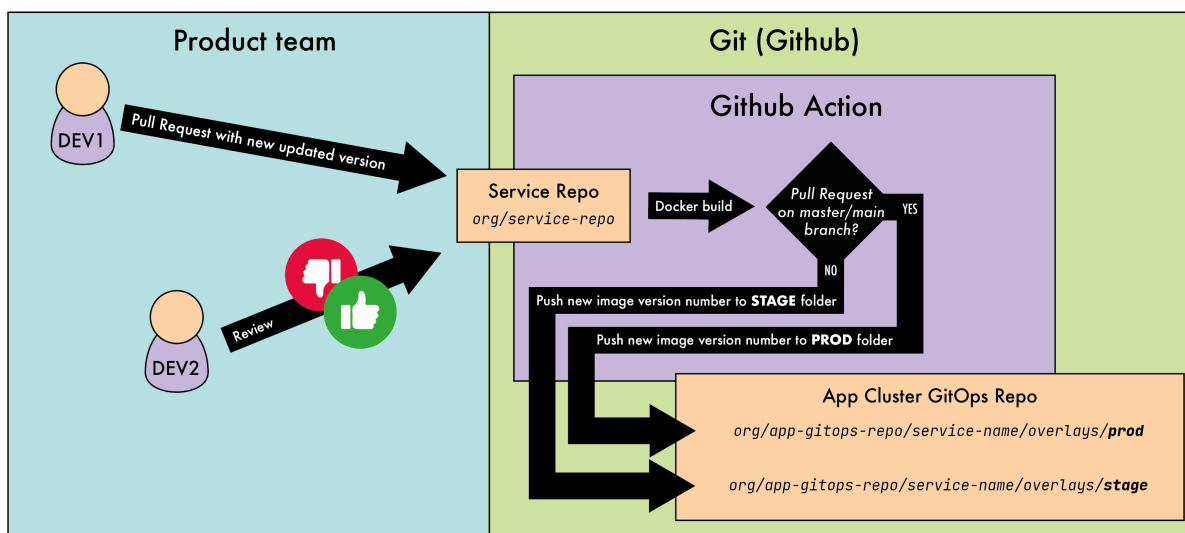 Product team
Git (Github)
DEV1
Pull Request with new updated version
Github Action
Service Repo
org/service-repo
Docker build
Pull Request
on master/main
branch?
YES
NO
DEV2
Review
Push new image version number to STAGE folder
Push new image version number to PROD folder
App Cluster GitOps Repo
org/app-gitops-repo/service-name/overlays/prod
org/app-gitops-repo/service-name/overlays/stage